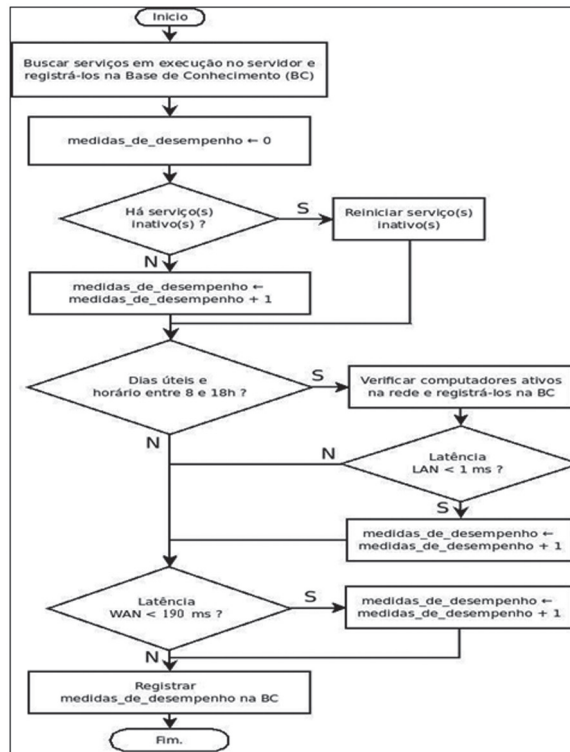 Inicio
Buscar serviços em execução no servidor e
registrá-los na Base de Conhecimento (BC)
medidas_de_desempenho ← 0
Há serviço(s)
inativo(s) ?
S
Reiniciar serviço(s)
inativo(s)
N
medidas_de_desempenho ←
medidas_de_desempenho + 1
Dias úteis e
horário entre 8 e 18h ?
S
Verificar computadores ativos
na rede e registrá-los na BC
N
Latência
LAN < 1 ms ?
N
S
medidas_de_desempenho ←
medidas_de_desempenho + 1
Latência
WAN < 190 ms ?
S
medidas_de_desempenho ←
medidas_de_desempenho + 1
N
Registrar
medidas_de_desempenho na BC
Fim.